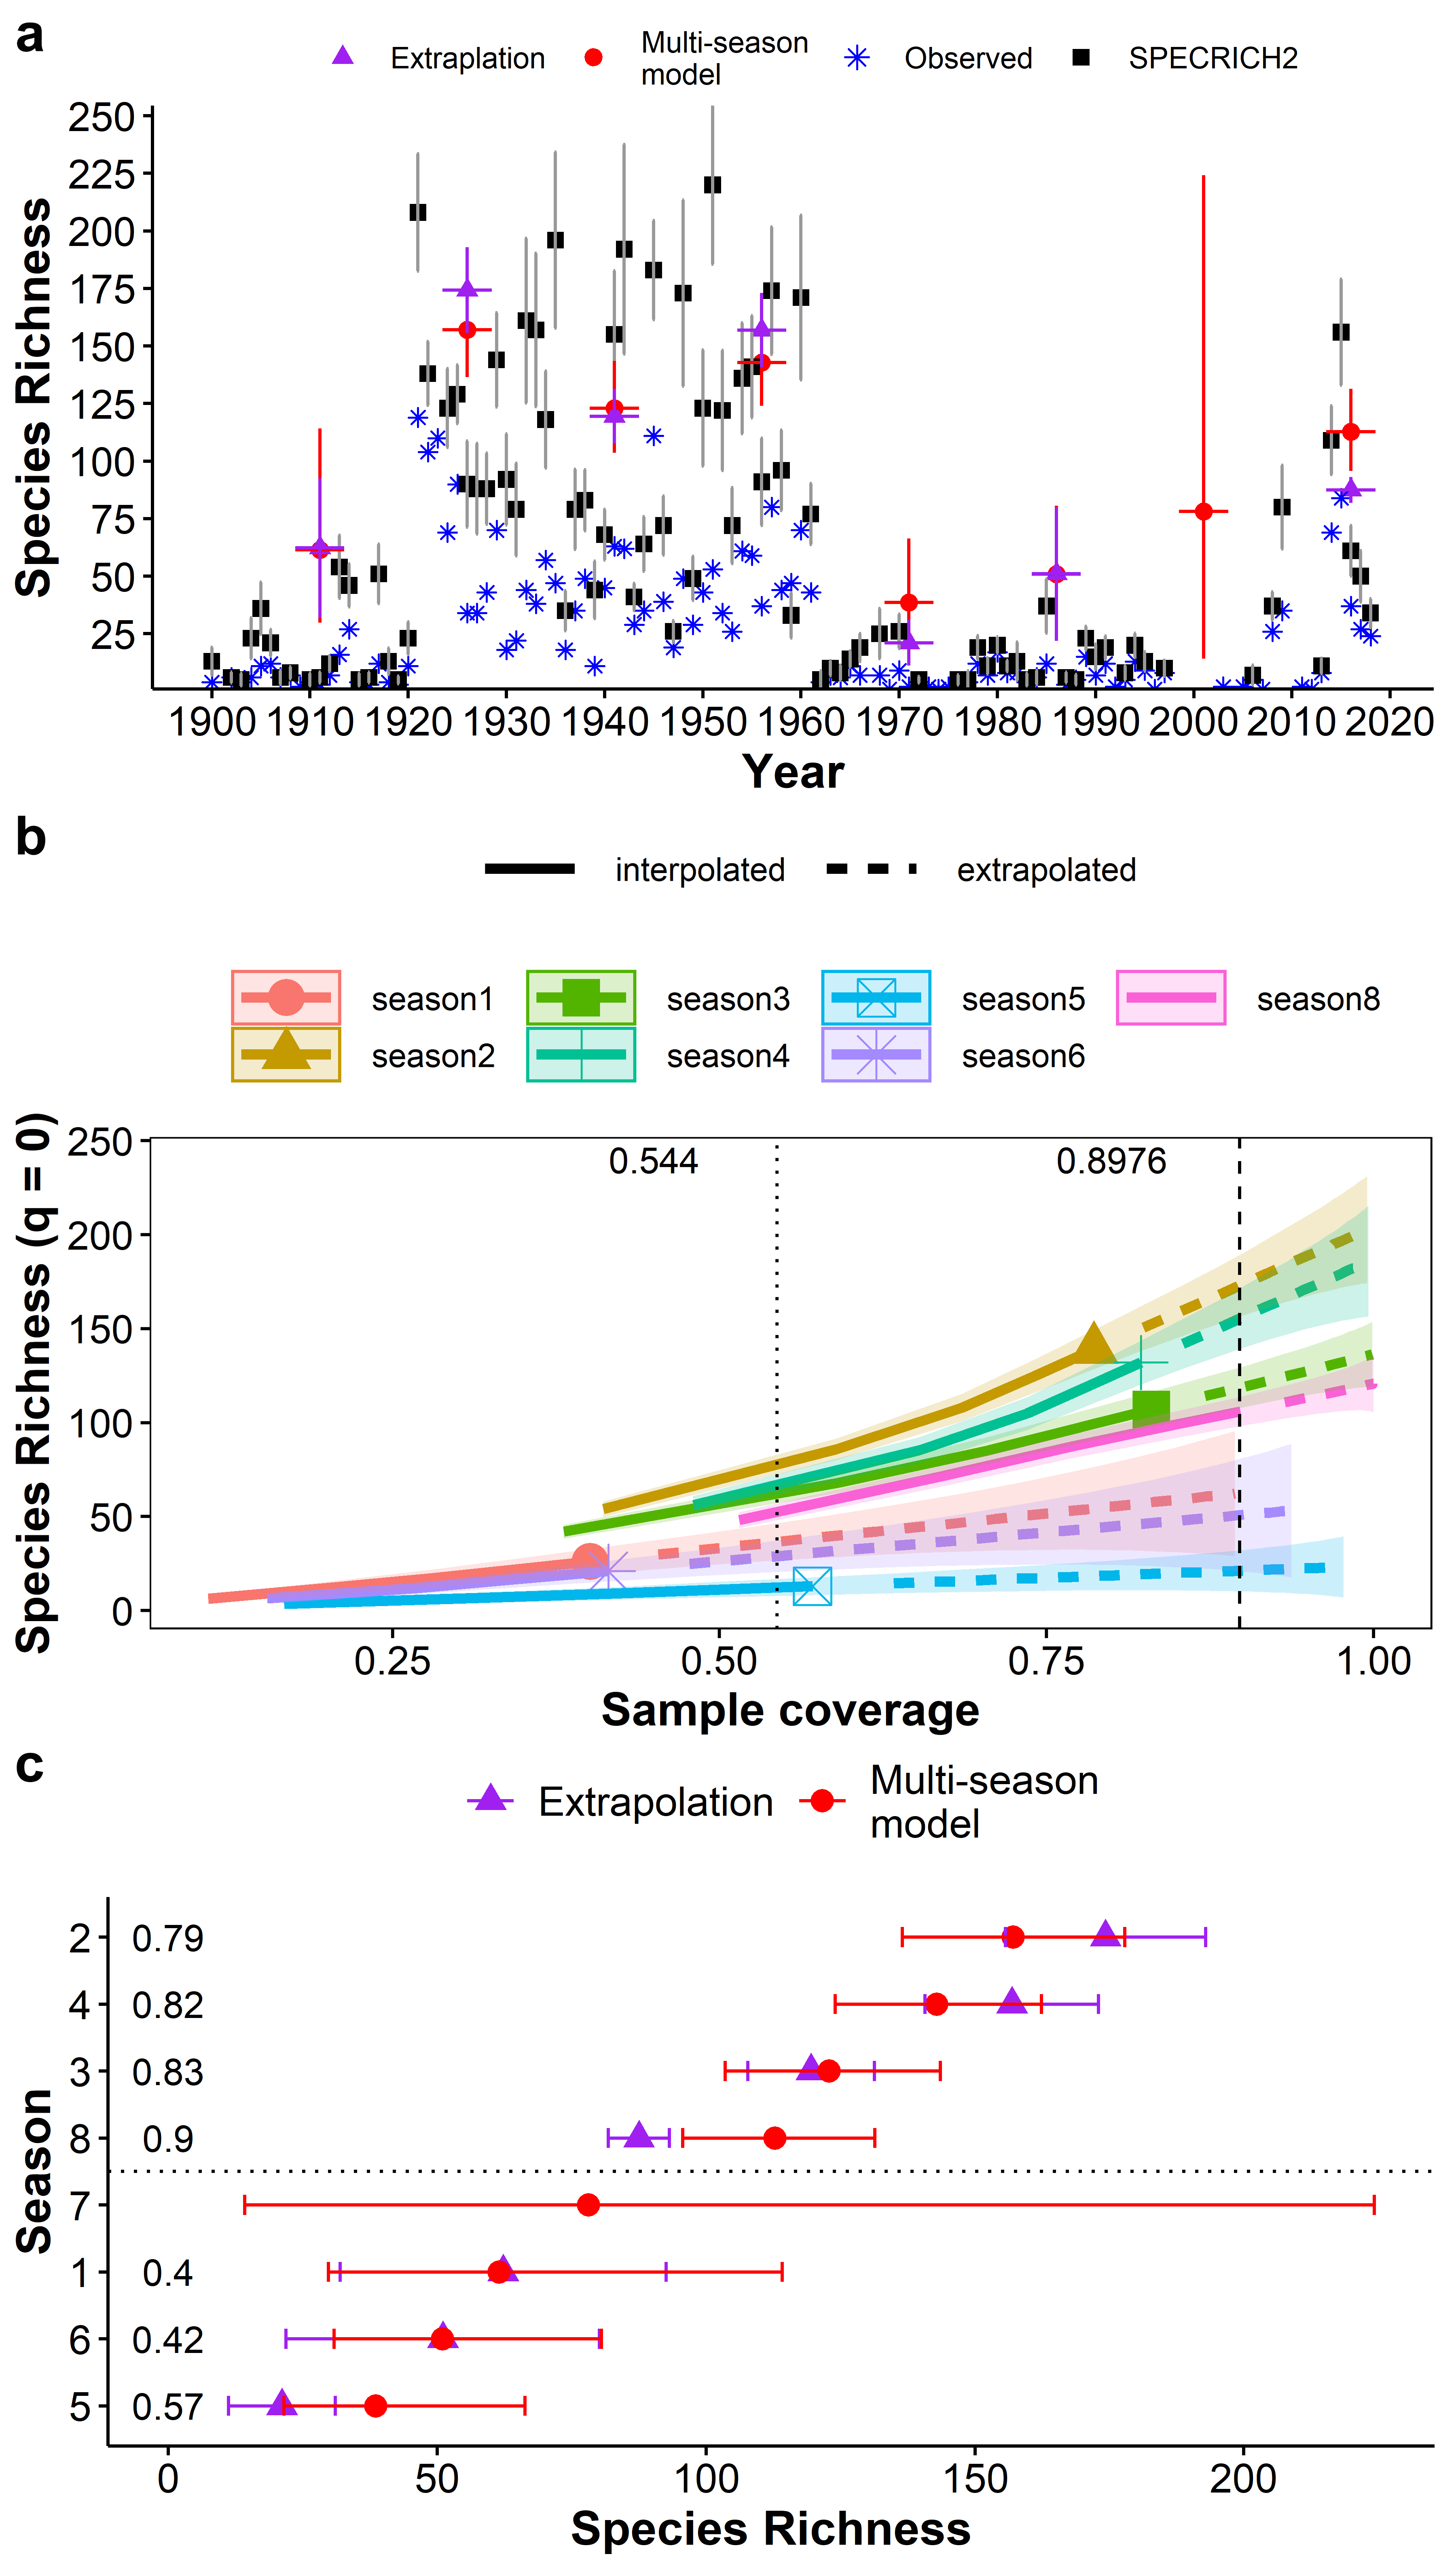 a
Extraplation
Multi-season
model
Observed
SPECRICH2
Species Richness
250
225
200
175
150
125
100
75
50
25
1900 1910 1920 1930 1940 1950 1960 1970 1980 1990 2000 2010 2020
Year
b
interpolated
extrapolated
season1 season3 season5 season8
season2 season4 season6
Species Richness (q = 0)
250
200
150
100
50
0
0.544 0.8976
0.25 0.50 0.75 1.00
Sample coverage
c
Extrapolation
Multi-season
model
Season
2 0.79
4 0.82
3 0.83
8 0.9
7
1 0.4
6 0.42
5 0.57
0 50 100 150 200
Species Richness